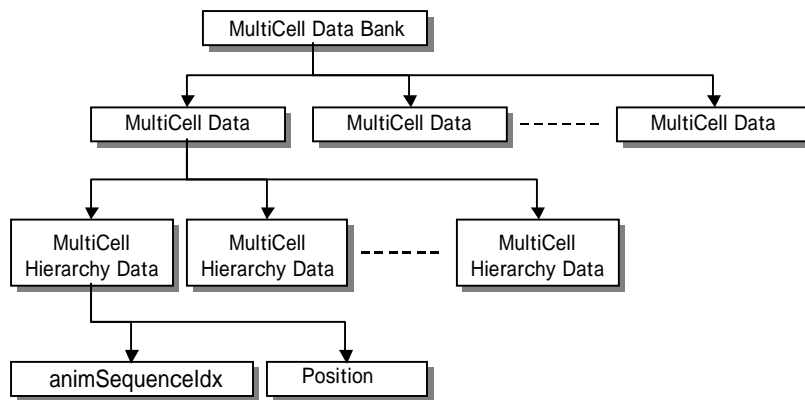 MultiCell Data Bank
MultiCell Data
MultiCell Data
MultiCell Data
MultiCell
Hierarchy Data
MultiCell
Hierarchy Data
MultiCell
Hierarchy Data
animSequenceIdx
Position